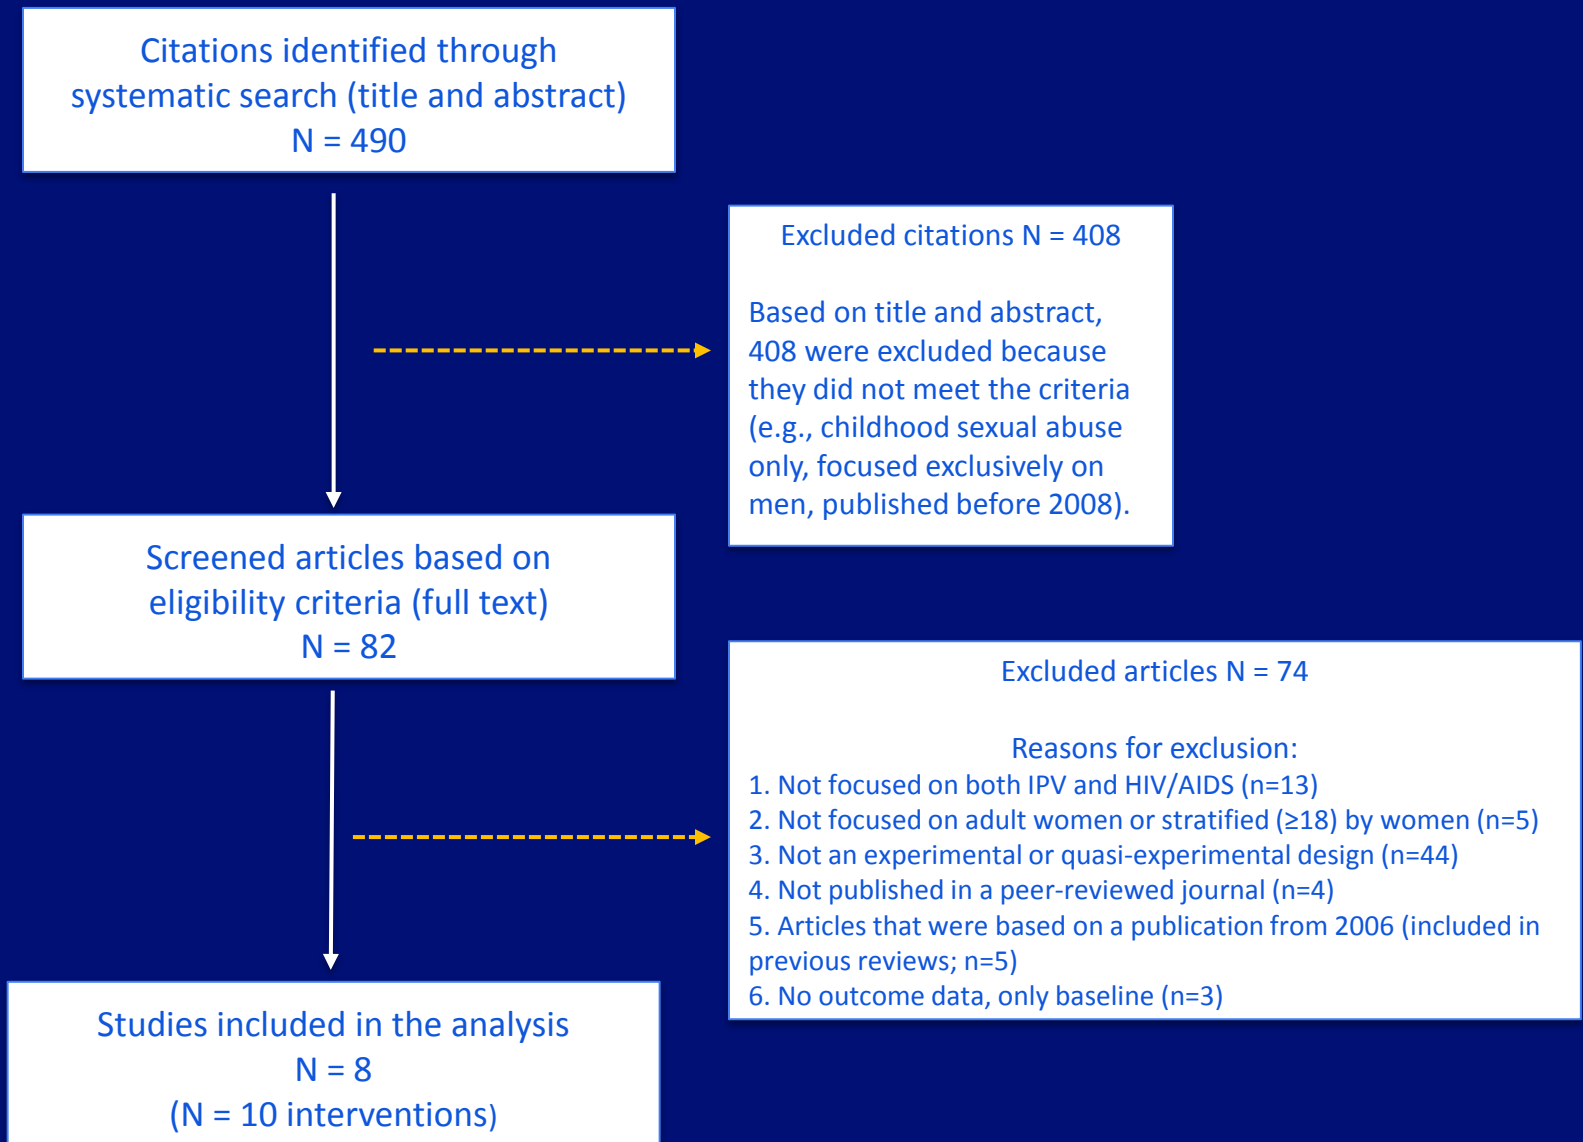 Citations identified through
systematic search (title and abstract)
N = 490
Excluded citations N = 408
Based on title and abstract,
408 were excluded because
they did not meet the criteria
(e.g., childhood sexual abuse
only, focused exclusively on
men, published before 2008).
Screened articles based on
eligibility criteria (full text)
N = 82
Excluded articles N = 74
Reasons for exclusion:
1. Not focused on both IPV and HIV/AIDS (n=13)
2. Not focused on adult women or stratified (≥18) by women (n=5)
3. Not an experimental or quasi-experimental design (n=44)
4. Not published in a peer-reviewed journal (n=4)
5. Articles that were based on a publication from 2006 (included in
previous reviews; n=5)
6. No outcome data, only baseline (n=3)
Studies included in the analysis
N = 8
(N = 10 interventions)